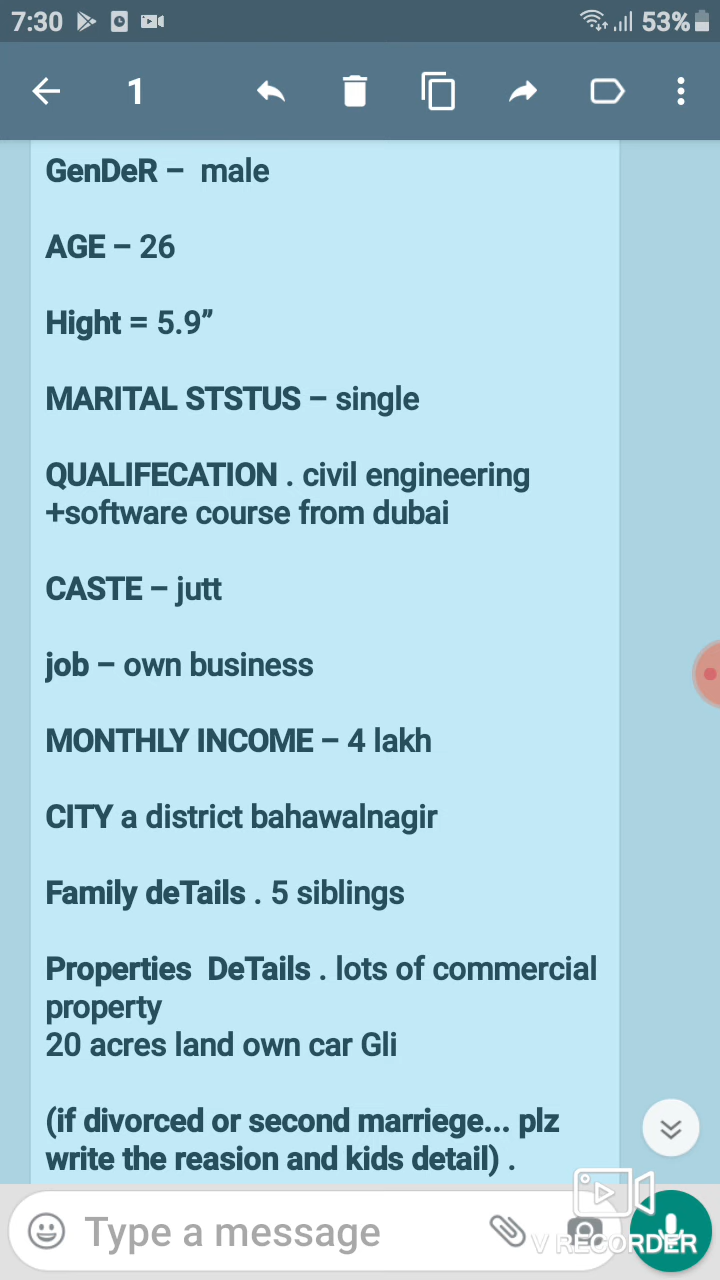 7:30
53%
1
GenDeR – male
AGE – 26
Hight = 5.9”
MARITAL STSTUS – single
QUALIFECATION . civil engineering
+software course from dubai
CASTE – jutt
job – own business
MONTHLY INCOME – 4 lakh
CITY a district bahawalnagir
Family deTails . 5 siblings
Properties DeTails . lots of commercial
property
20 acres land own car Gli
(if divorced or second marriege... plz
write the reasion and kids detail) .
Type a message
V RECORDER